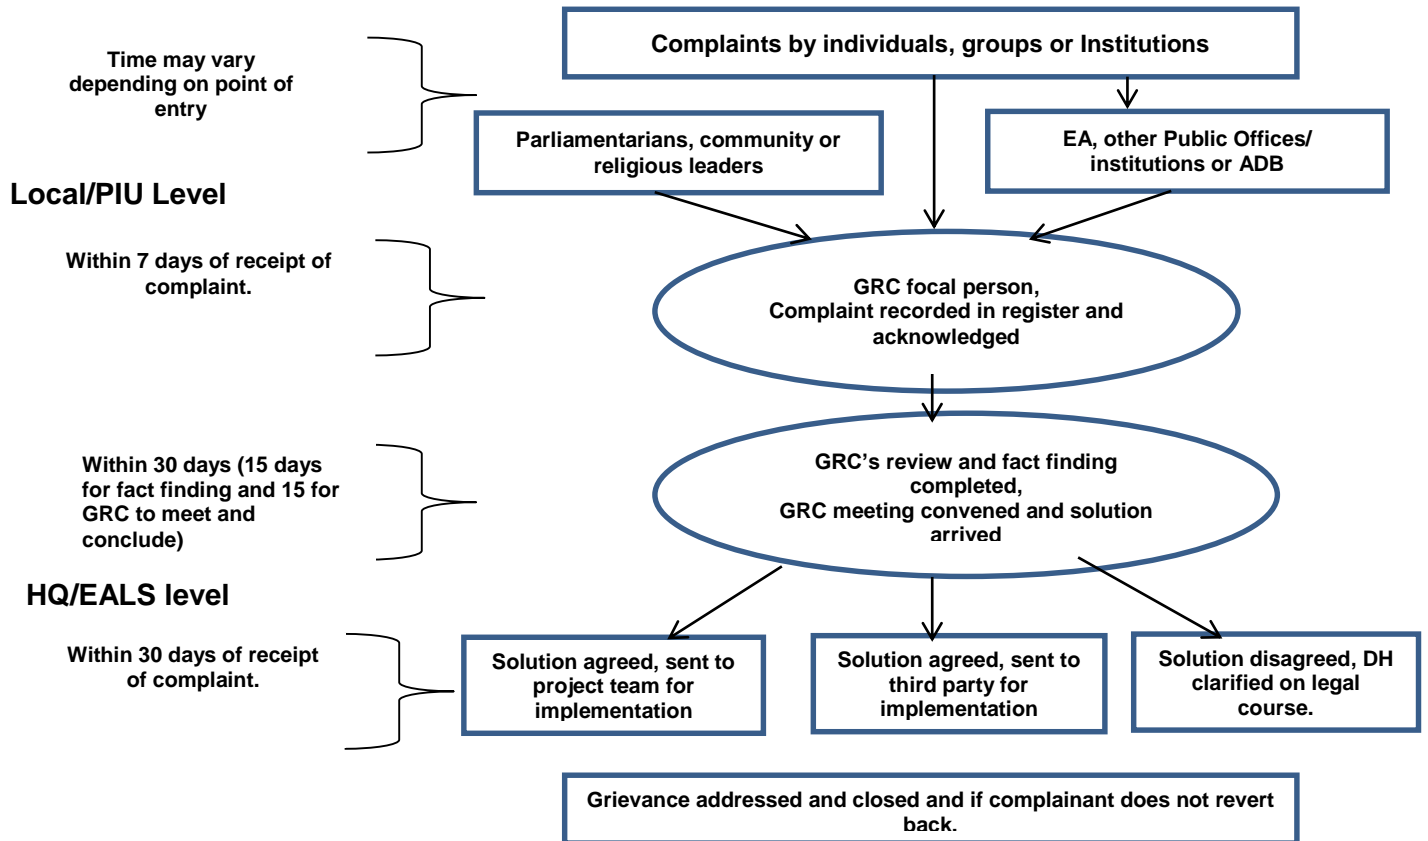 Complaints by individuals, groups or Institutions
Time may vary
depending on point of
entry
Parliamentarians, community or
religious leaders
EA, other Public Offices/
institutions or ADB
Local/PIU Level
Within 7 days of receipt of
complaint.
GRC focal person,
Complaint recorded in register and
acknowledged
Within 30 days (15 days
for fact finding and 15 for
GRC to meet and
conclude)
GRC’s review and fact finding
completed,
GRC meeting convened and solution
arrived
HQ/EALS level
Within 30 days of receipt
of complaint.
Solution agreed, sent to
project team for
implementation
Solution agreed, sent to
third party for
implementation
Solution disagreed, DH
clarified on legal
course.
Grievance addressed and closed and if complainant does not revert
back.